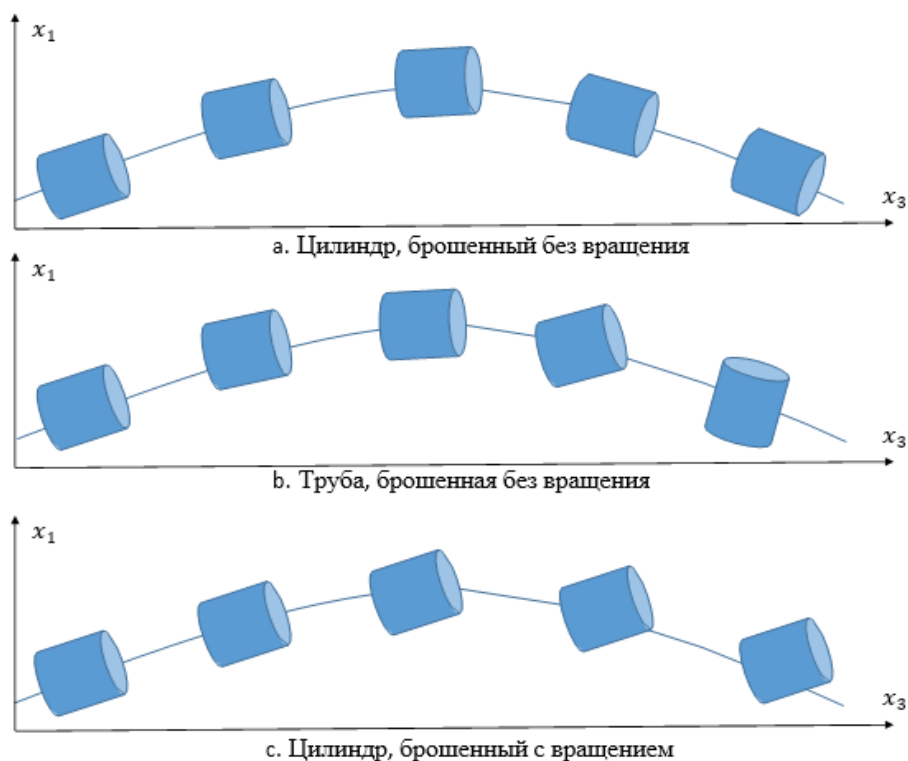 x₁
x₃
a. Цилиндр, брошенный без вращения
x₁
x₃
b. Труба, брошенная без вращения
x₁
x₃
c. Цилиндр, брошенный с вращением